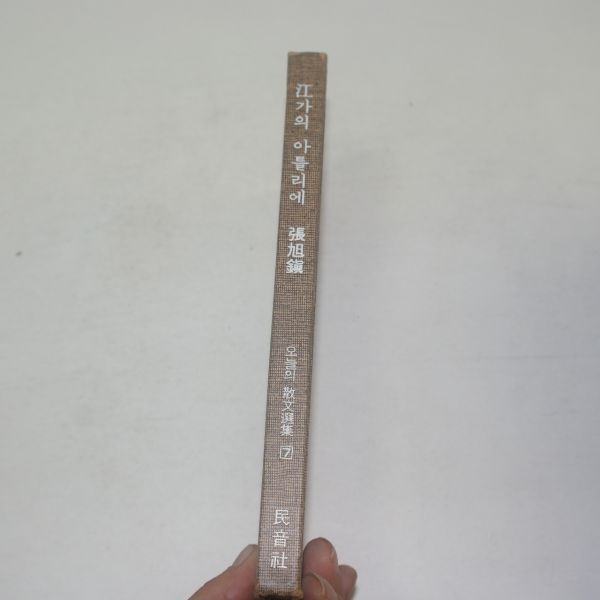 江가의 아틀리에
張旭鎭
오늘의 散文選集 7
民音社